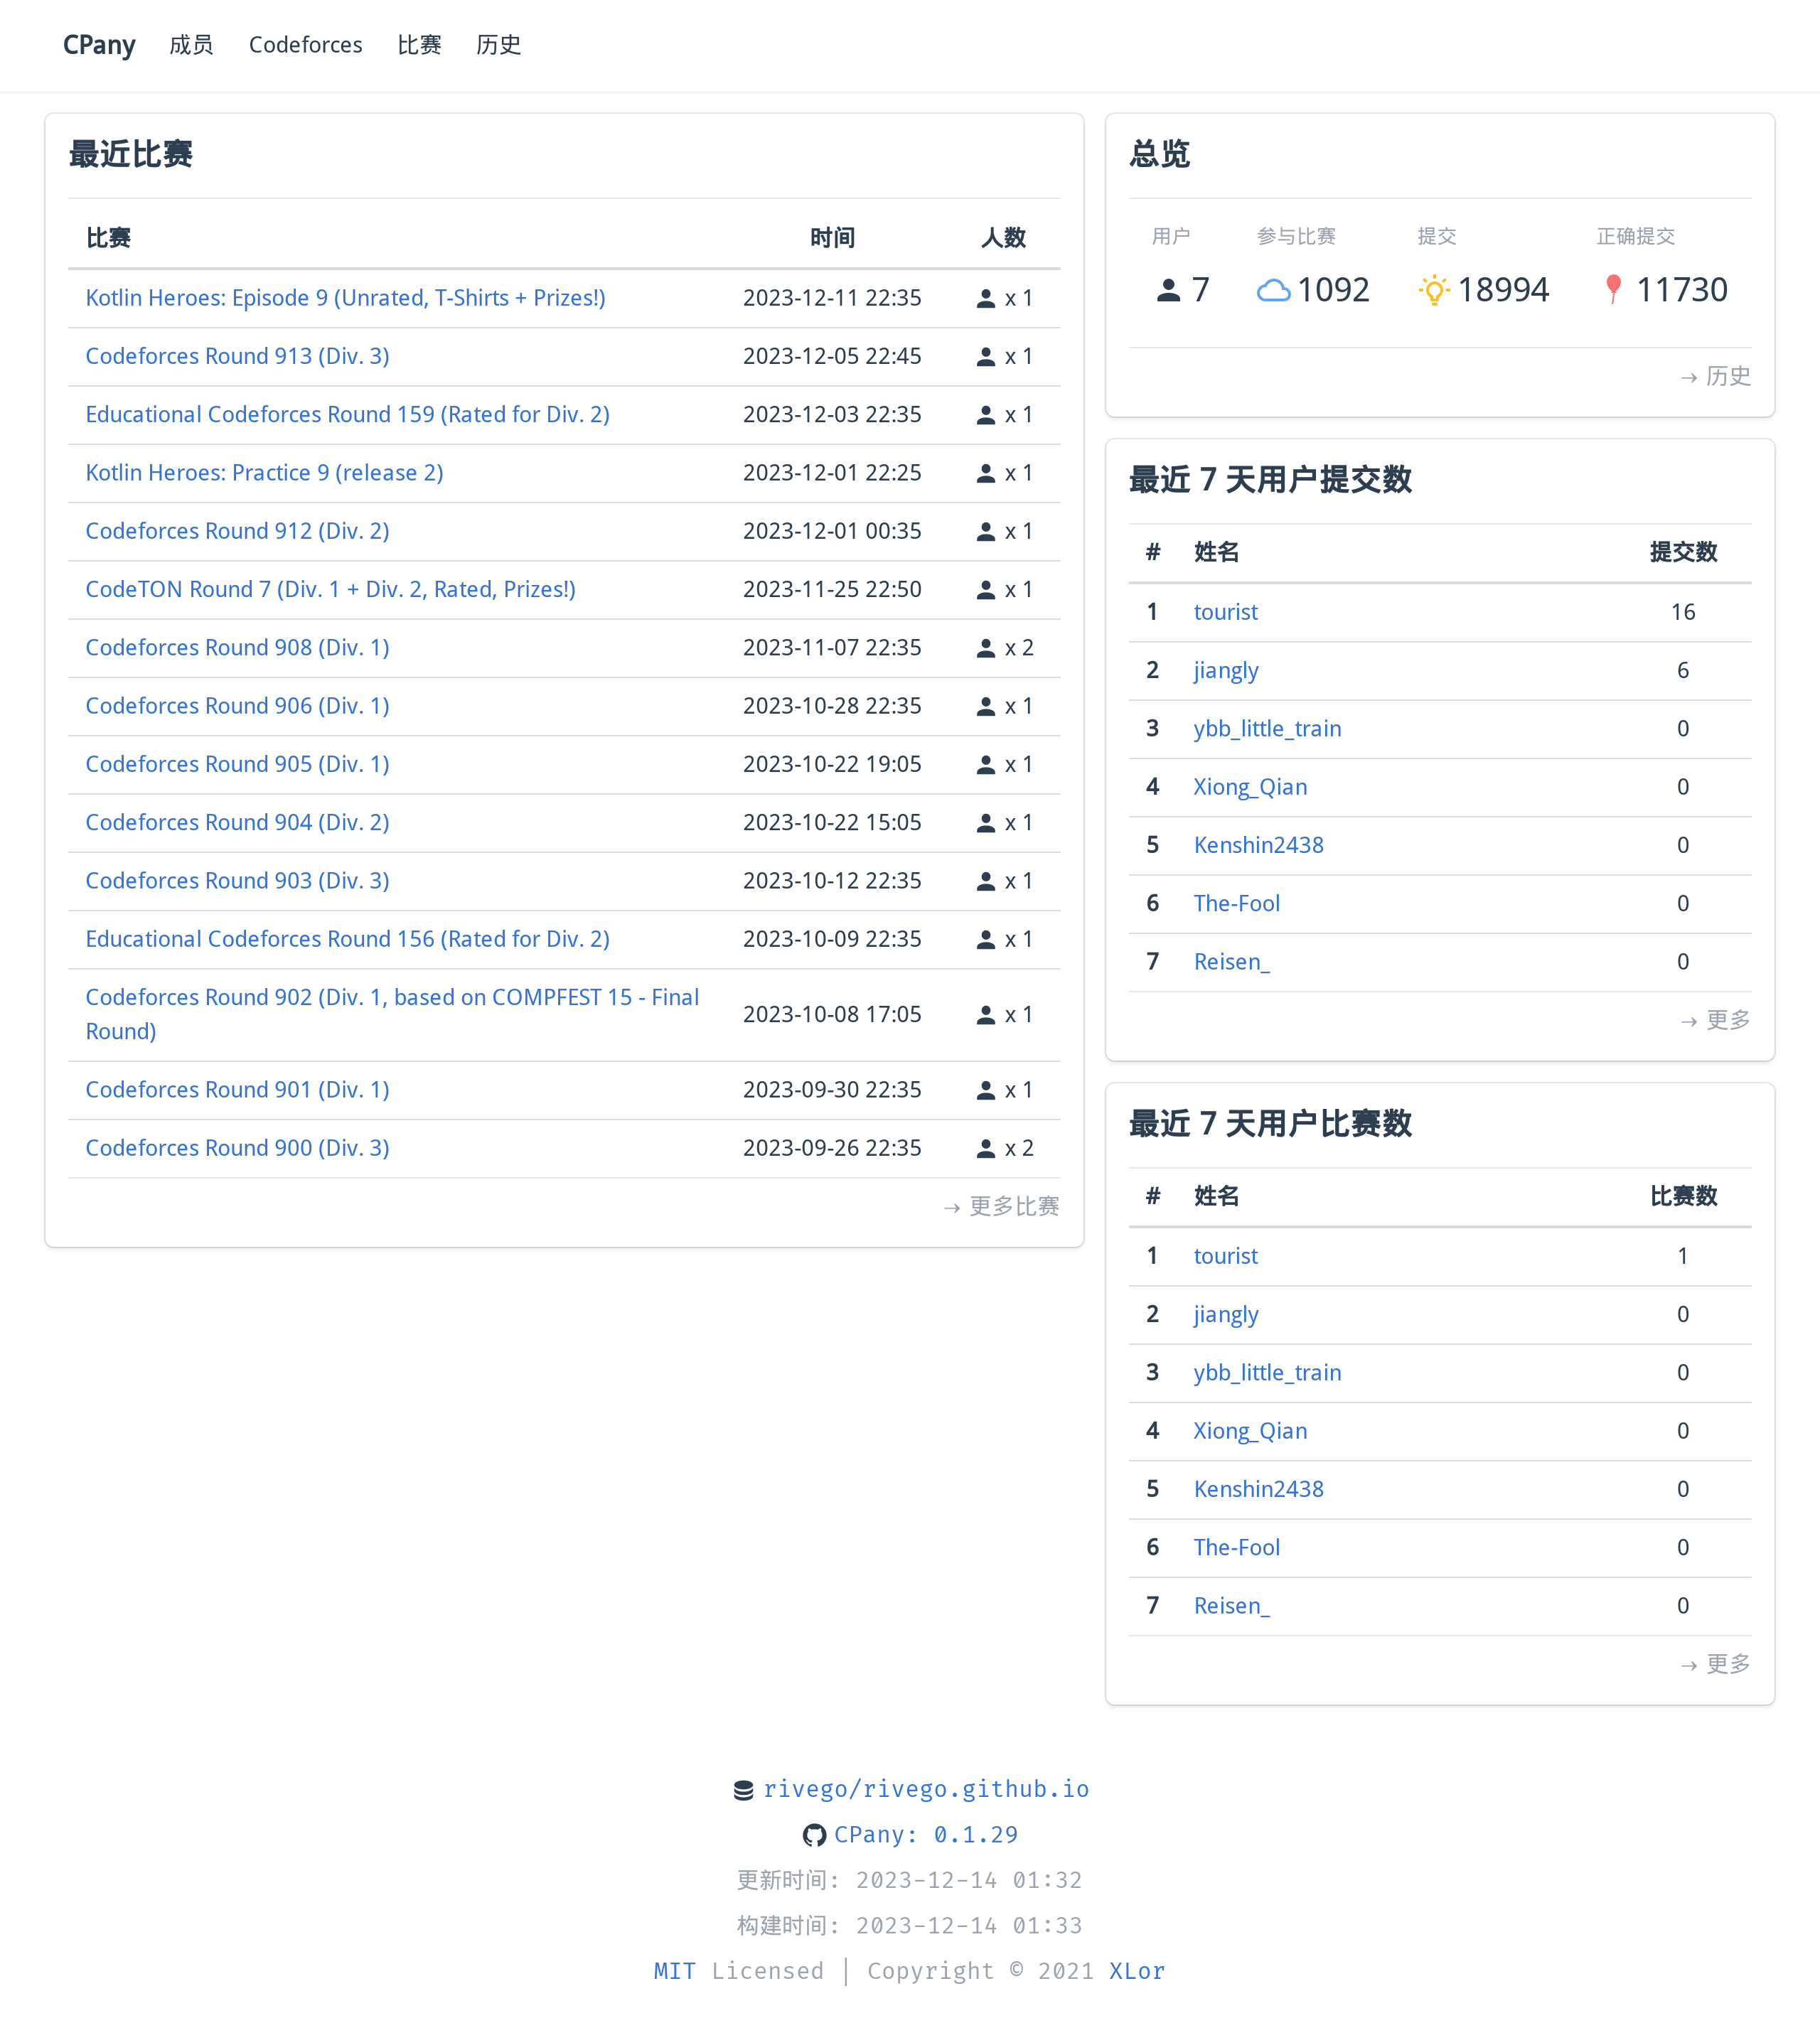 CPany 成员 Codeforces 比赛 历史
最近比赛
比赛 时间 人数
Kotlin Heroes: Episode 9 (Unrated, T-Shirts + Prizes!) 2023-12-11 22:35 x 1
Codeforces Round 913 (Div. 3) 2023-12-05 22:45 x 1
Educational Codeforces Round 159 (Rated for Div. 2) 2023-12-03 22:35 x 1
Kotlin Heroes: Practice 9 (release 2) 2023-12-01 22:25 x 1
Codeforces Round 912 (Div. 2) 2023-12-01 00:35 x 1
CodeTON Round 7 (Div. 1 + Div. 2, Rated, Prizes!) 2023-11-25 22:50 x 1
Codeforces Round 908 (Div. 1) 2023-11-07 22:35 x 2
Codeforces Round 906 (Div. 1) 2023-10-28 22:35 x 1
Codeforces Round 905 (Div. 1) 2023-10-22 19:05 x 1
Codeforces Round 904 (Div. 2) 2023-10-22 15:05 x 1
Codeforces Round 903 (Div. 3) 2023-10-12 22:35 x 1
Educational Codeforces Round 156 (Rated for Div. 2) 2023-10-09 22:35 x 1
Codeforces Round 902 (Div. 1, based on COMPFEST 15 - Final
Round) 2023-10-08 17:05 x 1
Codeforces Round 901 (Div. 1) 2023-09-30 22:35 x 1
Codeforces Round 900 (Div. 3) 2023-09-26 22:35 x 2
→ 更多比赛
总览
用户 参与比赛 提交 正确提交
7 1092 18994 11730
→ 历史
最近 7 天用户提交数
# 姓名 提交数
1 tourist 16
2 jiangly 6
3 ybb_little_train 0
4 Xiong_Qian 0
5 Kenshin2438 0
6 The-Fool 0
7 Reisen_ 0
→ 更多
最近 7 天用户比赛数
# 姓名 比赛数
1 tourist 1
2 jiangly 0
3 ybb_little_train 0
4 Xiong_Qian 0
5 Kenshin2438 0
6 The-Fool 0
7 Reisen_ 0
→ 更多
rivego/rivego.github.io
CPany: 0.1.29
更新时间: 2023-12-14 01:32
构建时间: 2023-12-14 01:33
MIT Licensed | Copyright © 2021 XLor